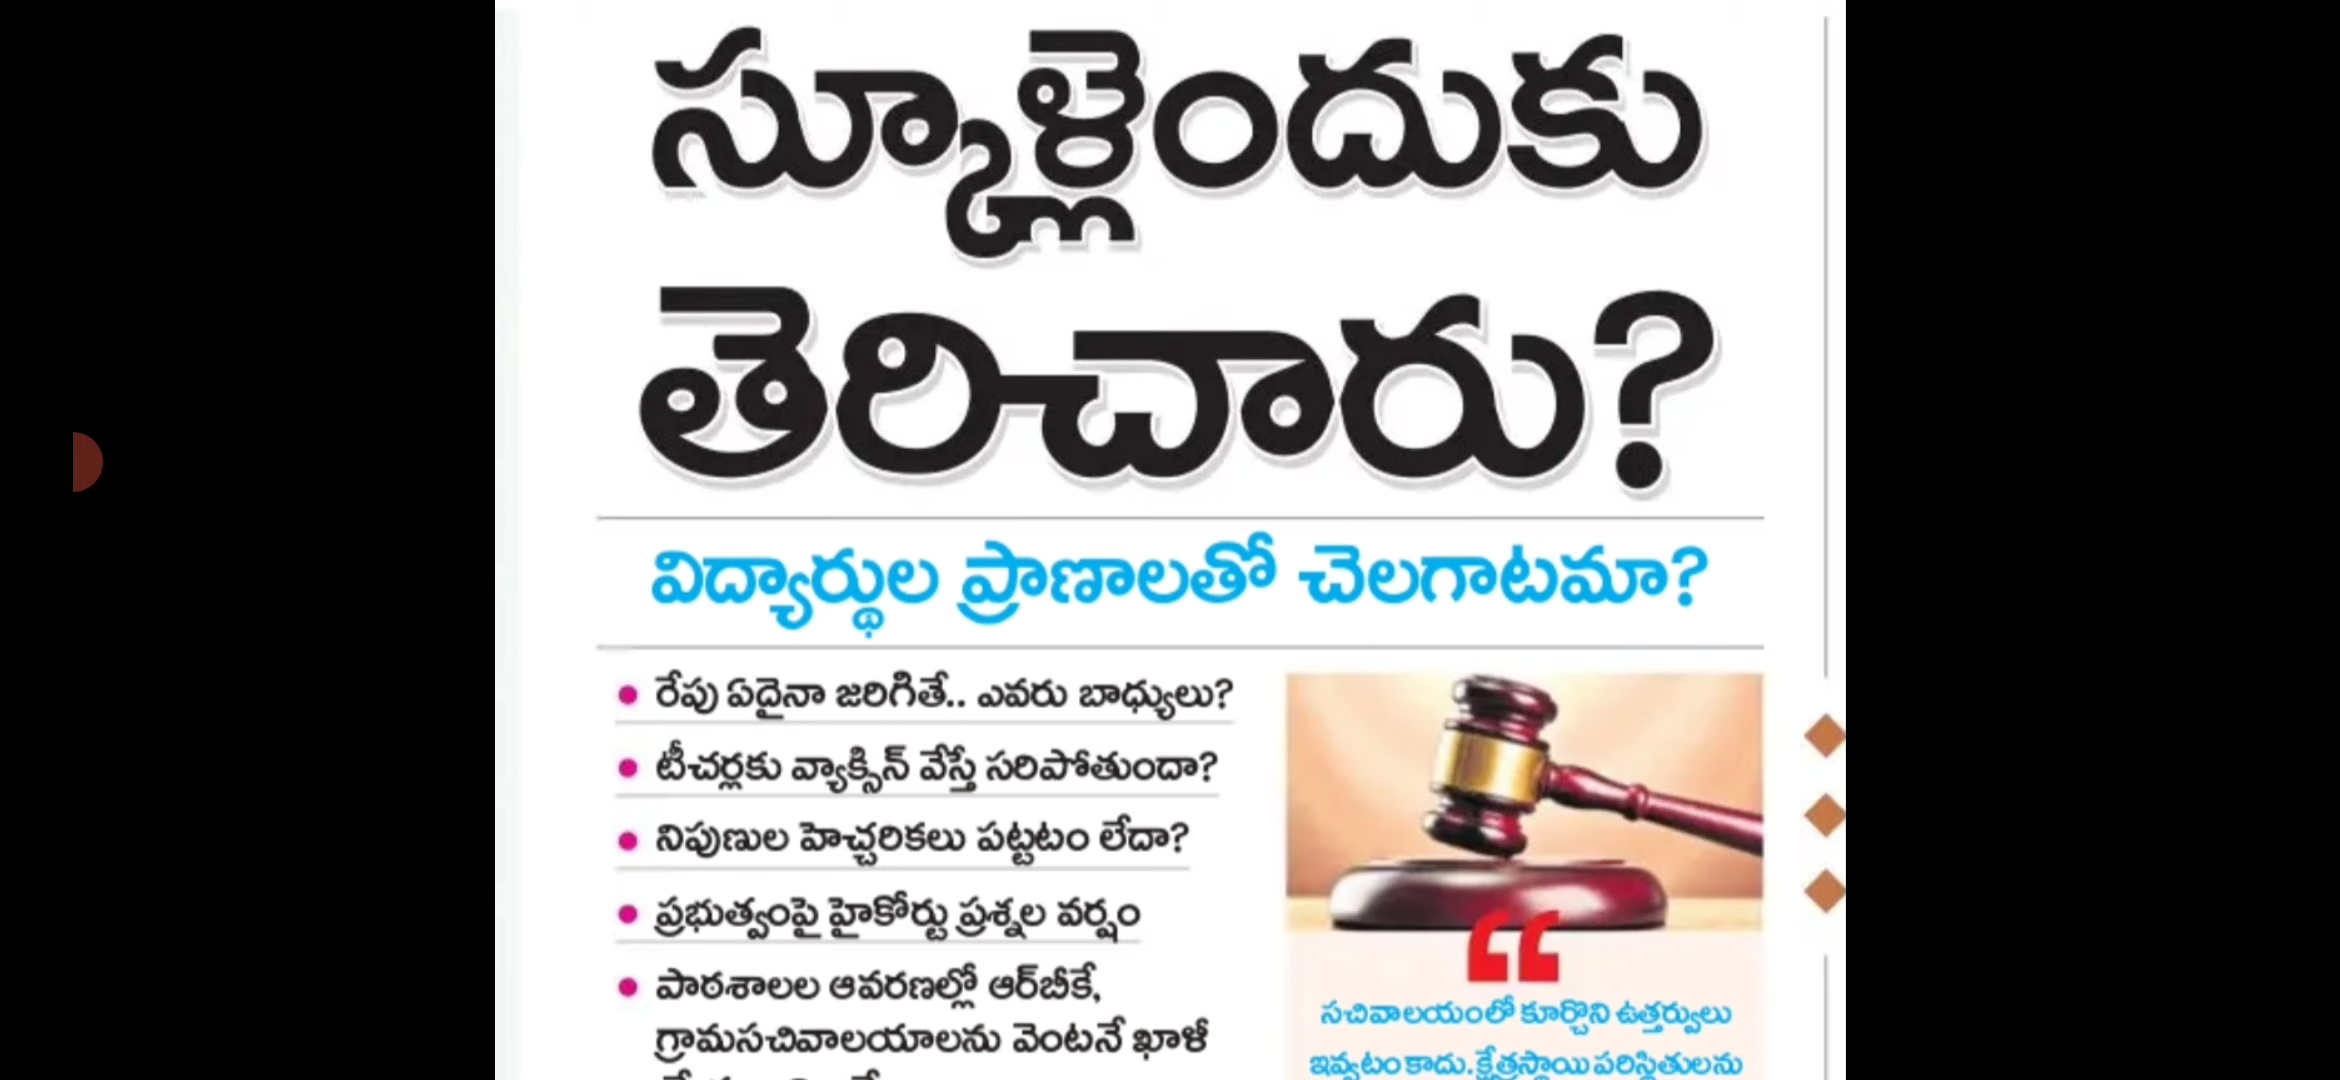 స్కూళ్లెందుకు
తెరిచారు?
విద్యార్థుల ప్రాణాలతో చెలగాటమా?
రేపు ఏదైనా జరిగితే.. ఎవరు బాధ్యులు?
టీచర్లకు వ్యాక్సిన్ వేస్తే సరిపోతుందా?
నిపుణుల హెచ్చరికలు పట్టటం లేదా?
ప్రభుత్వంపై హైకోర్టు ప్రశ్నల వర్షం
పాఠశాలల ఆవరణల్లో ఆర్‌బీకే,
గ్రామసచివాలయాలను వెంటనే ఖాళీ
“
సచివాలయంలో కూర్చొని ఉత్తర్వులు
ఇవ్వటం కాదు. క్షేత్రస్థాయి పరిస్థితులను